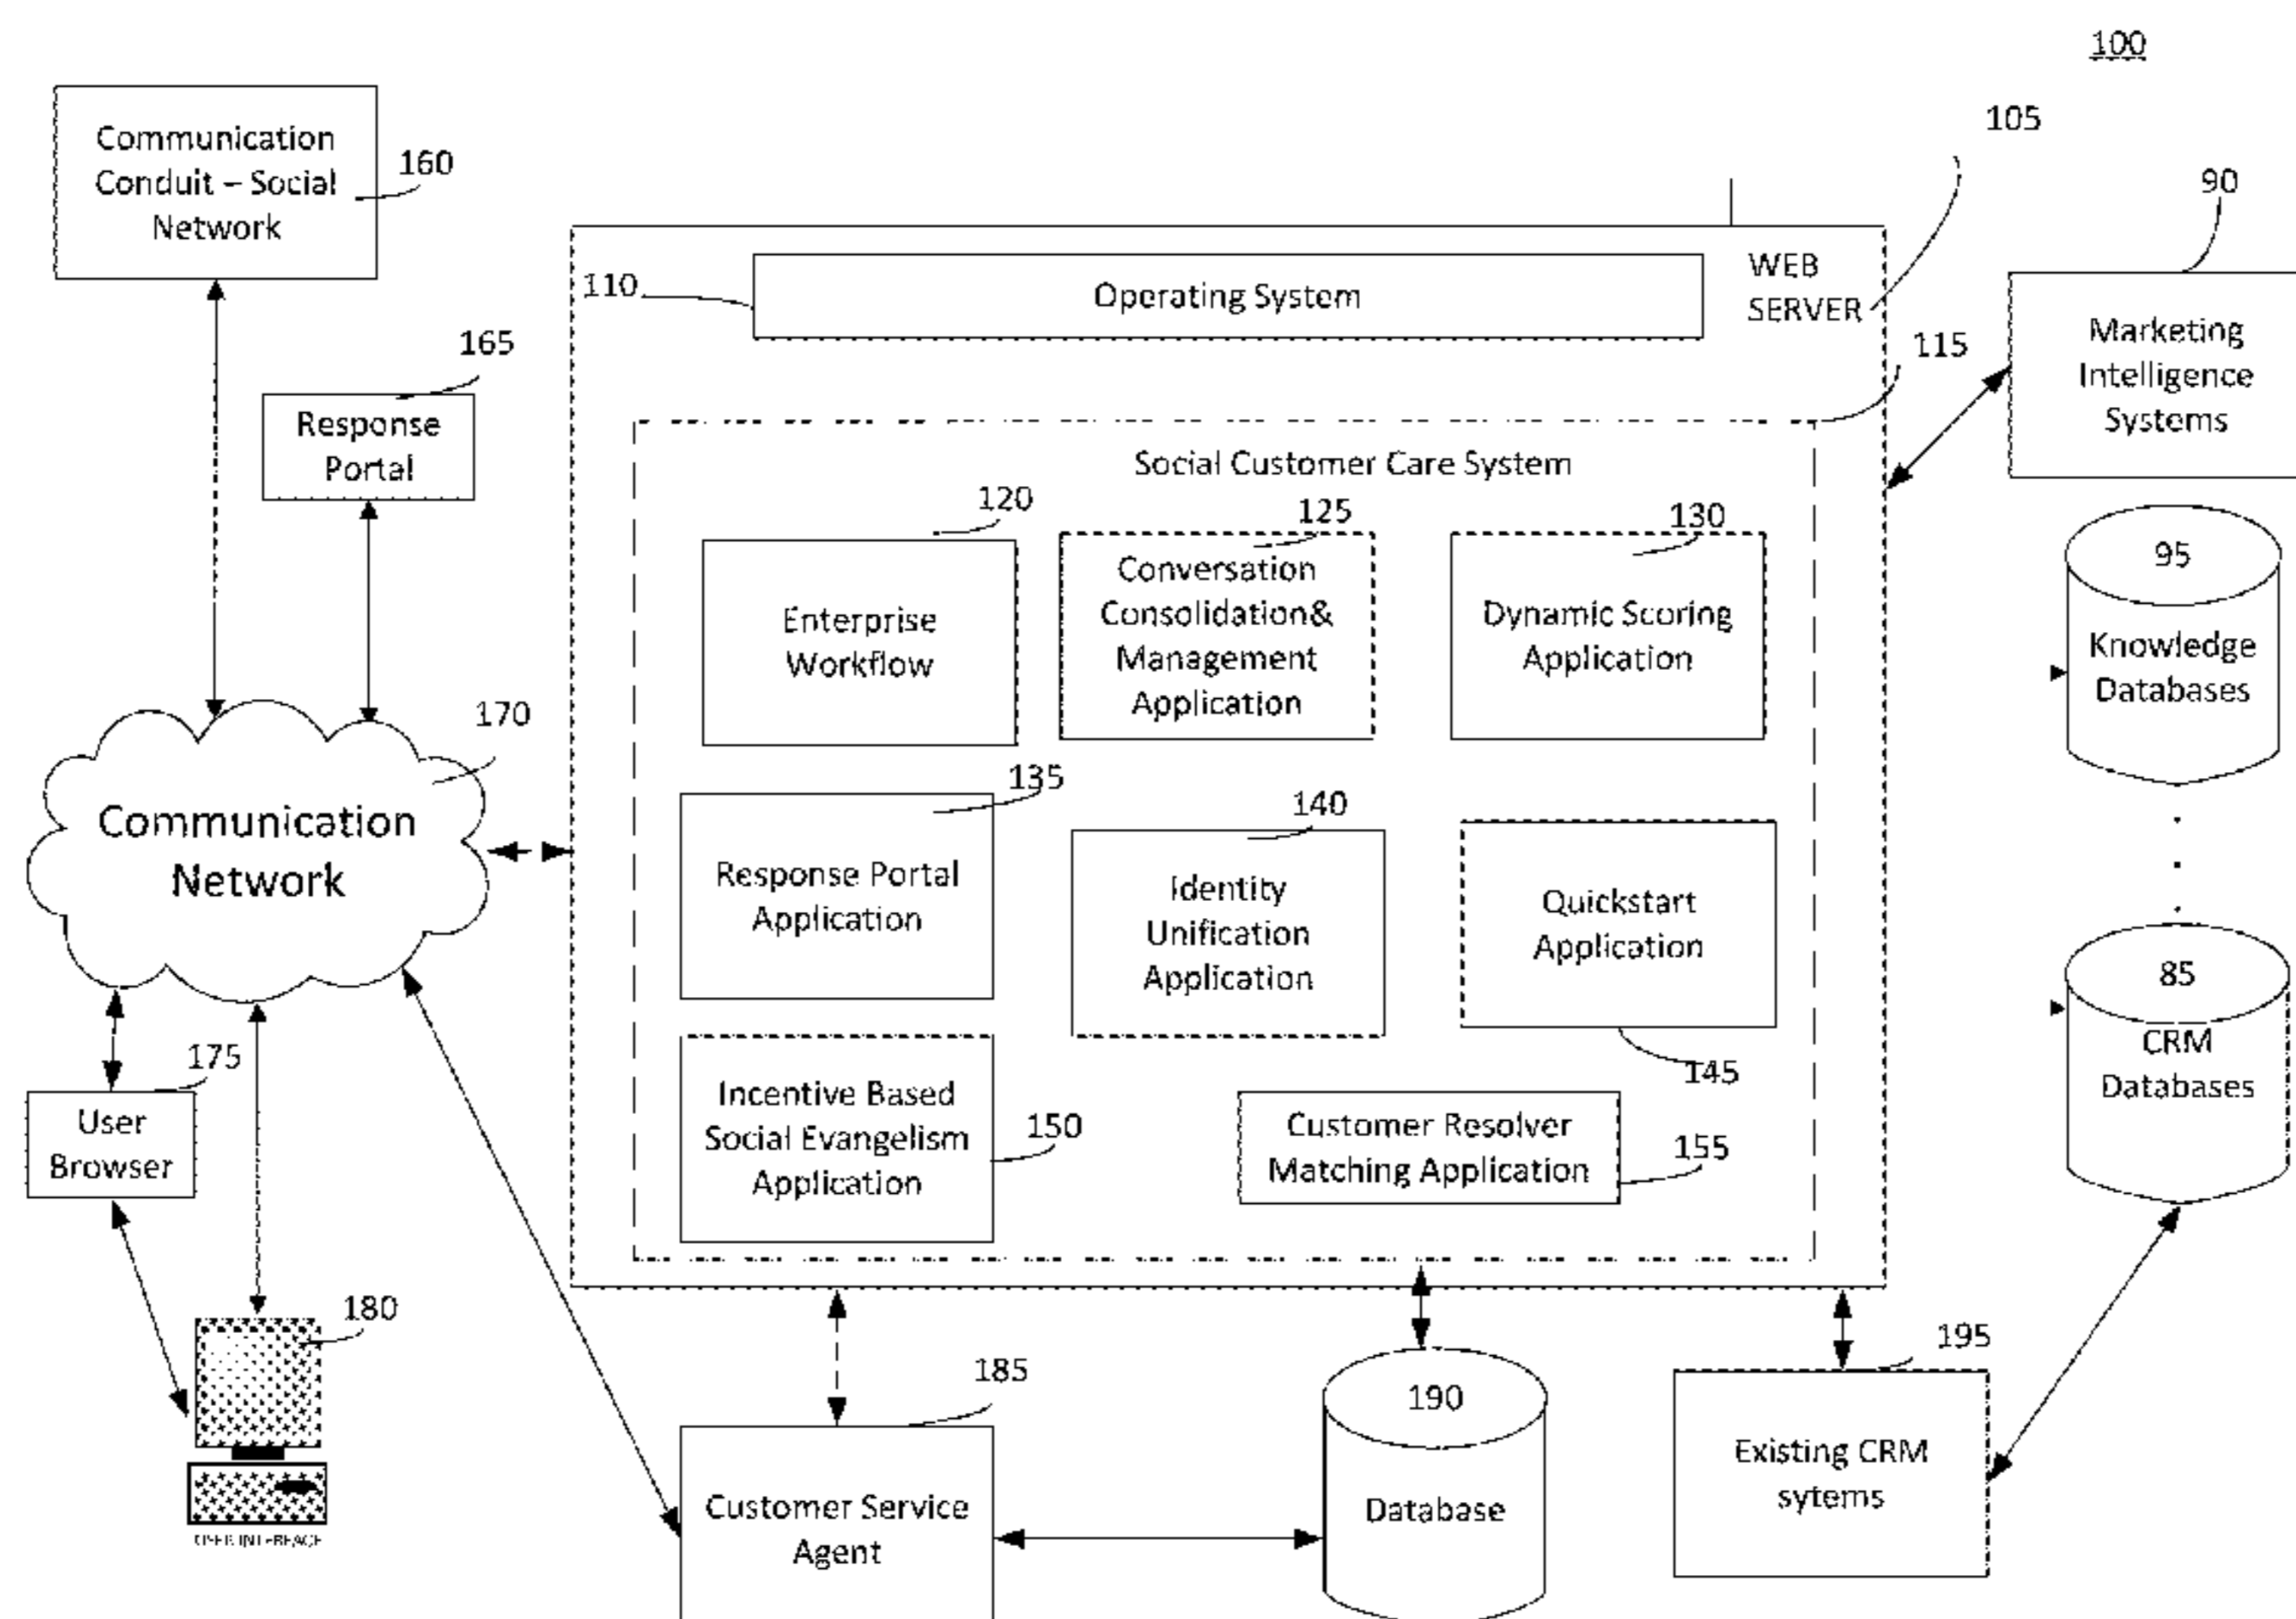 100
105
Communication
Conduit – Social
Network
160
90
WEB
SERVER
110
Operating System
Marketing
Intelligence
Systems
115
165
Response
Portal
Social Customer Care System
120
125
130
Enterprise
Workflow
Conversation
Consolidation&
Management
Application
Dynamic Scoring
Application
95
Knowledge
Databases
170
Communication
Network
135
Response Portal
Application
140
Identity
Unification
Application
Quickstart
Application
145
85
CRM
Databases
175
User
Browser
Incentive Based
Social Evangelism
Application
150
Customer Resolver
Matching Application
155
180
USER INTERFACE
185
Customer Service
Agent
190
Database
195
Existing CRM
sytems